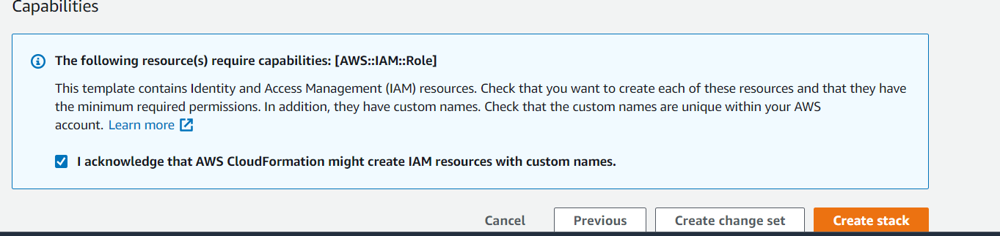 Capabilities
The following resource(s) require capabilities: [AWS::IAM::Role]
This template contains Identity and Access Management (IAM) resources. Check that you want to create each of these resources and that they have
the minimum required permissions. In addition, they have custom names. Check that the custom names are unique within your AWS
account. Learn more
I acknowledge that AWS CloudFormation might create IAM resources with custom names.
Cancel Previous Create change set Create stack